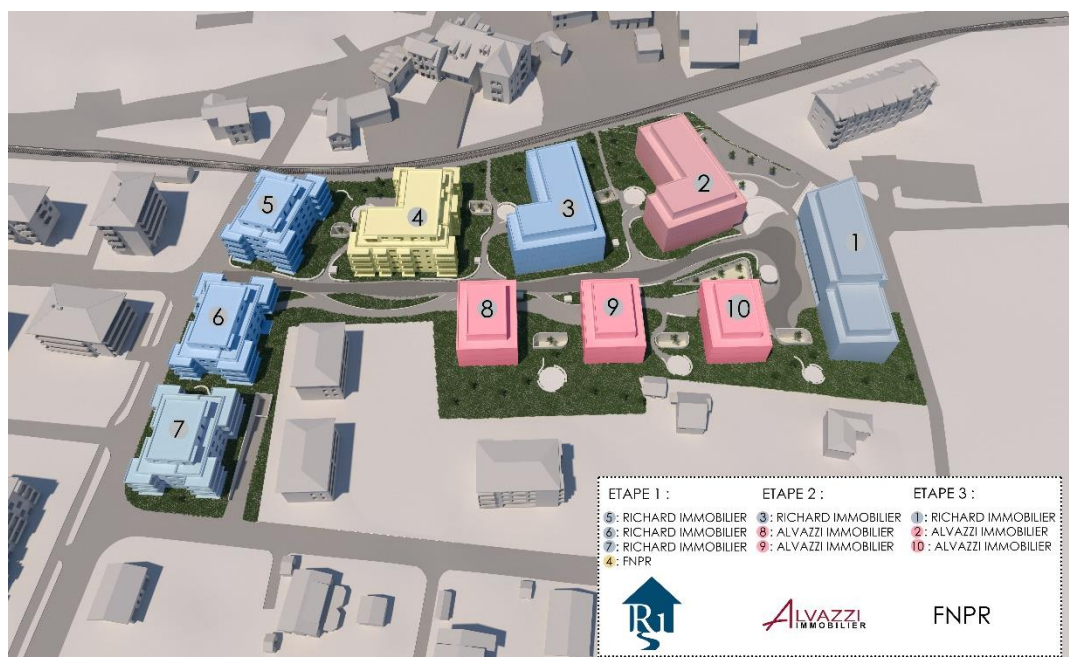 5
4
3
2
1
6
8
9
10
7
ETAPE 1 :
5 : RICHARD IMMOBILIER
6 : RICHARD IMMOBILIER
7 : RICHARD IMMOBILIER
4 : FNPR
ETAPE 2 :
3 : RICHARD IMMOBILIER
8 : ALVAZZI IMMOBILIER
9 : ALVAZZI IMMOBILIER
ETAPE 3 :
1 : RICHARD IMMOBILIER
2 : ALVAZZI IMMOBILIER
10 : ALVAZZI IMMOBILIER
RI
ALVAZZI
IMMOBILIER
FNPR